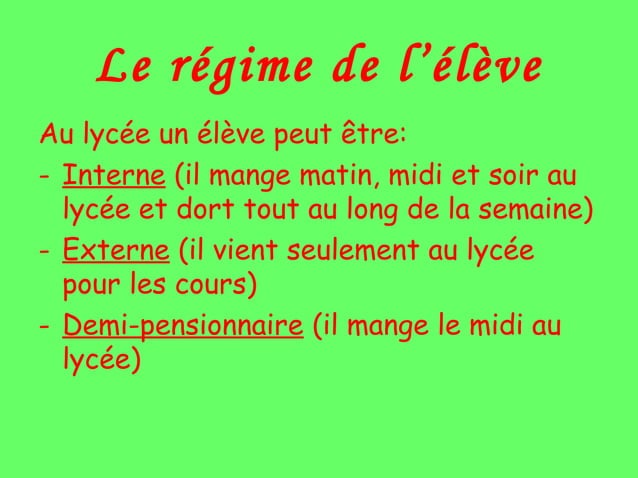 Le régime de l’élève
Au lycée un élève peut être:
- Interne (il mange matin, midi et soir au
lycée et dort tout au long de la semaine)
- Externe (il vient seulement au lycée
pour les cours)
- Demi-pensionnaire (il mange le midi au
lycée)